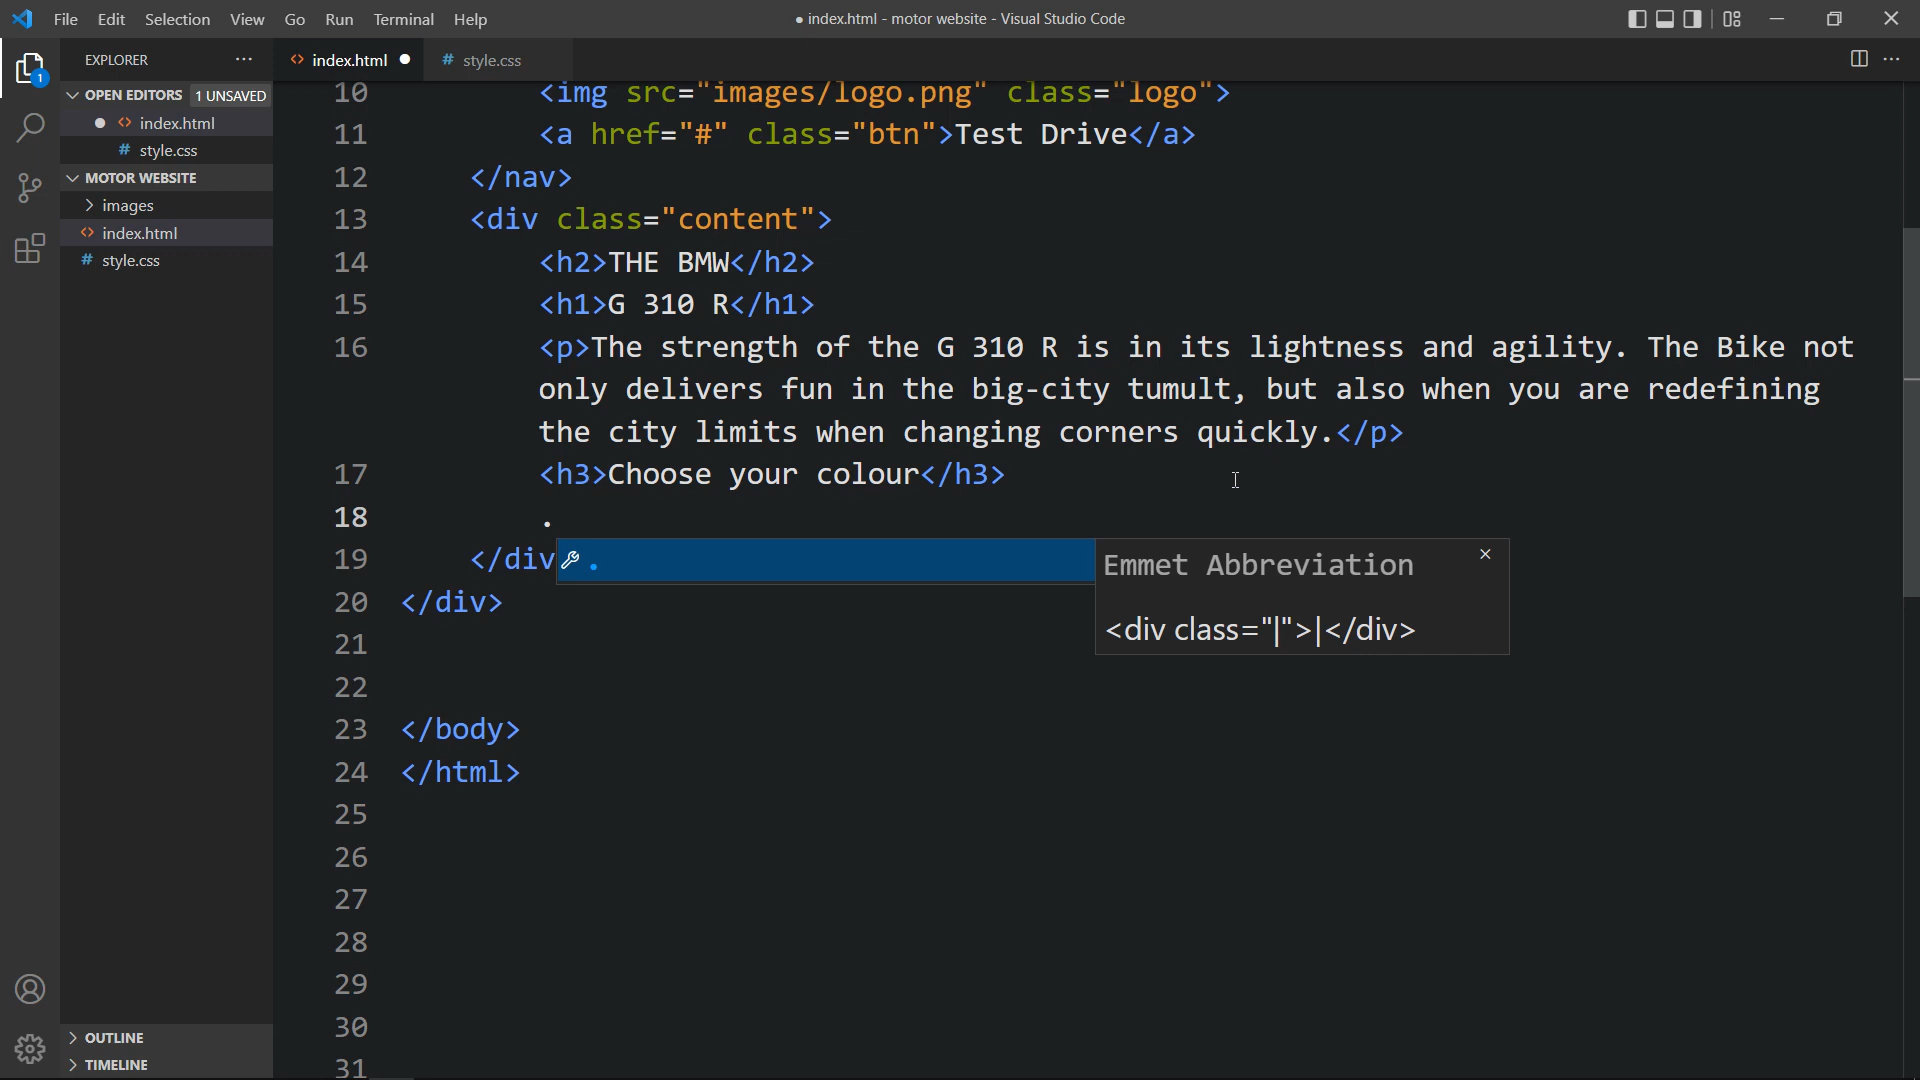 File Edit Selection View Go Run Terminal Help
● index.html - motor website - Visual Studio Code
EXPLORER
index.html
# style.css
OPEN EDITORS 1 UNSAVED
index.html
# style.css
MOTOR WEBSITE
images
index.html
# style.css
OUTLINE
TIMELINE
1
10 <img src="images/logo.png" class="logo">
11 <a href="#" class="btn">Test Drive</a>
12 </nav>
13 <div class="content">
14 <h2>THE BMW</h2>
15 <h1>G 310 R</h1>
16 <p>The strength of the G 310 R is in its lightness and agility. The Bike not
only delivers fun in the big-city tumult, but also when you are redefining
the city limits when changing corners quickly.</p>
17 <h3>Choose your colour</h3>
18 .
19 </div
.
Emmet Abbreviation
<div class="|">|</div>
20 </div>
21
22
23 </body>
24 </html>
25
26
27
28
29
30
31